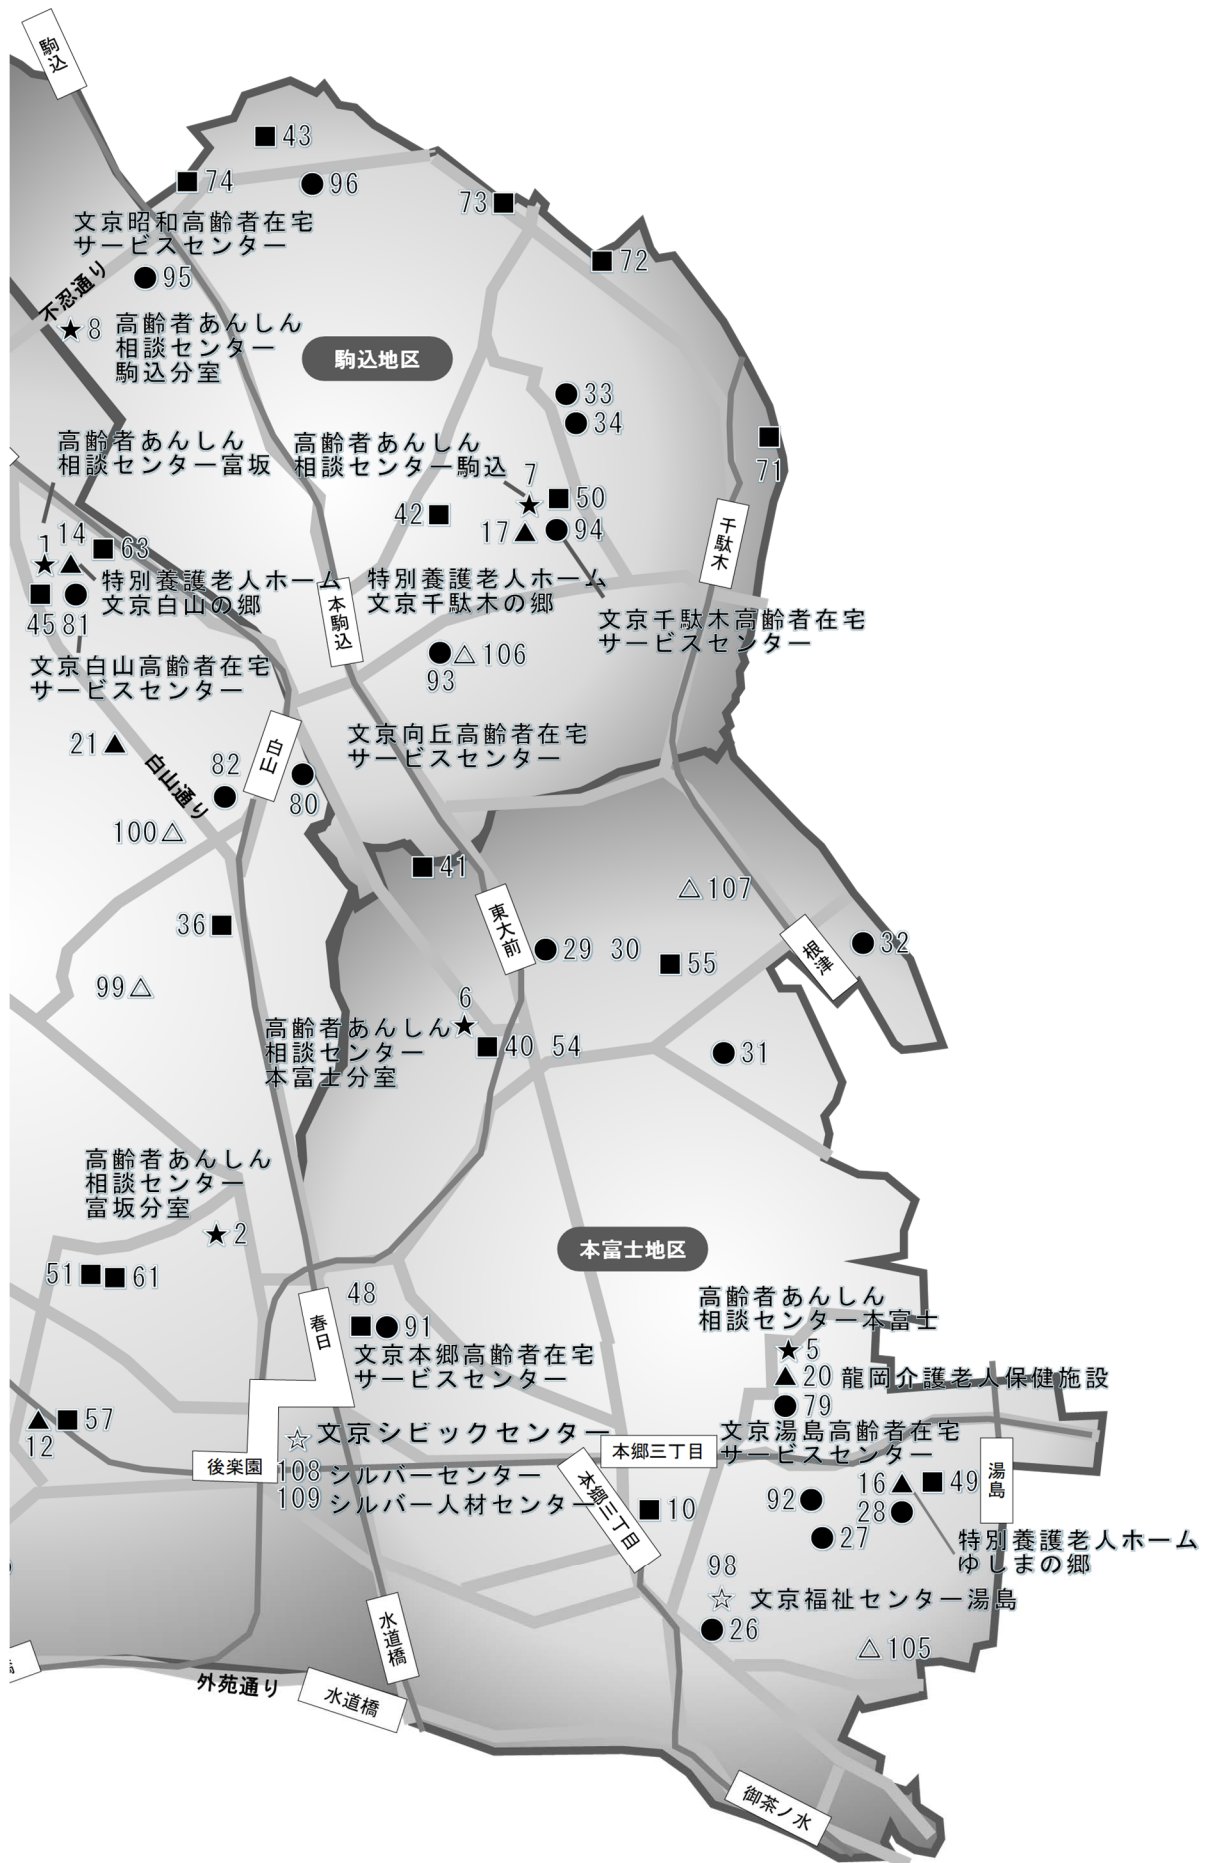 駒込
43
74
96
73
文京昭和高齢者在宅
サービスセンター
72
95
不忍通り
8
高齢者あんしん
相談センター
駒込分室
駒込地区
33
34
高齢者あんしん
相談センター富坂
高齢者あんしん
相談センター駒込
7
71
50
42
17
94
千駄木
1
14
63
特別養護老人ホーム
文京白山の郷
45
81
本駒込
特別養護老人ホーム
文京千駄木の郷
文京千駄木高齢者在宅
サービスセンター
文京白山高齢者在宅
サービスセンター
106
93
21
白山
文京向丘高齢者在宅
サービスセンター
白山通り
82
80
100
41
107
36
東大前
29 30
55
根津
32
99
6
高齢者あんしん
相談センター
本富士分室
40 54
31
高齢者あんしん
相談センター
富坂分室
2
本富士地区
51
61
48
91
春日
文京本郷高齢者在宅
サービスセンター
高齢者あんしん
相談センター本富士
5
20 龍岡介護老人保健施設
79
57
12
文京シビックセンター
文京湯島高齢者在宅
サービスセンター
後楽園
本郷三丁目
108 シルバーセンター
109 シルバー人材センター
本郷三丁目
10
92
16
49
湯島
28
27
特別養護老人ホーム
ゆしまの郷
98
文京福祉センター湯島
26
105
水道橋
外苑通り
水道橋
御茶ノ水